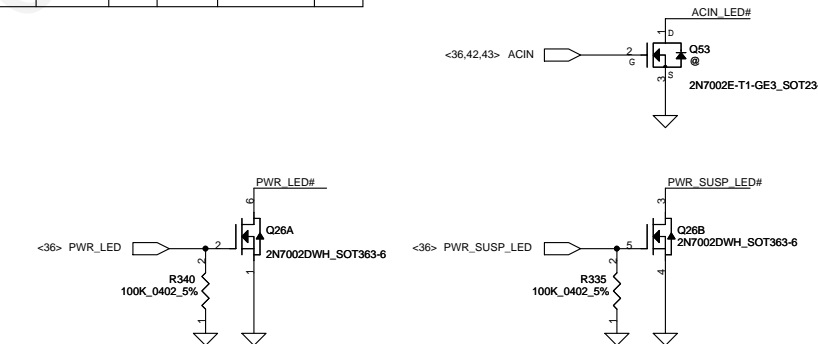 ACIN_LED#
1
D
<36,42,43> ACIN
2
G
Q53
@
3
S
2N7002E-T1-GE3_SOT23-
PWR_LED#
6
<36> PWR_LED
2
Q26A
2N7002DWH_SOT363-6
2
R340
100K_0402_5%
1
1
PWR_SUSP_LED#
3
<36> PWR_SUSP_LED
5
Q26B
2N7002DWH_SOT363-6
2
R335
100K_0402_5%
1
4